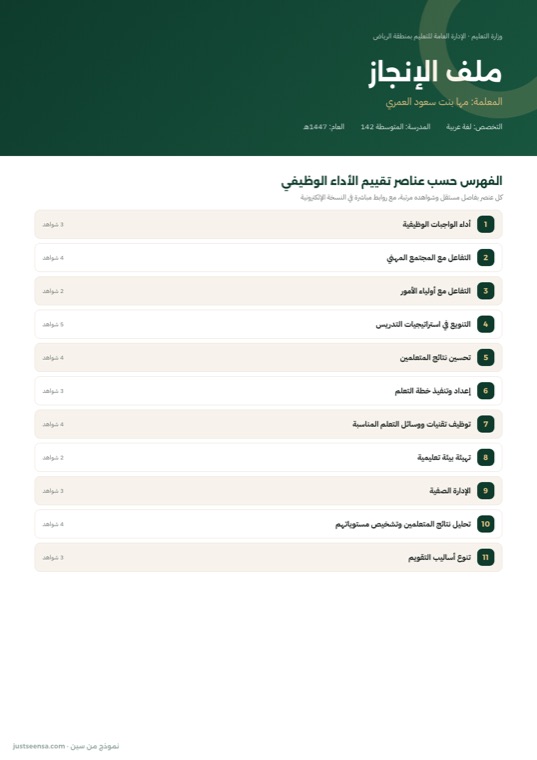 وزارة التعليم · الإدارة العامة للتعليم بمنطقة الرياض
ملف الإنجاز
المعلمة: مها بنت سعود العمري
التخصص: لغة عربية المدرسة: المتوسطة 142 العام: 1447هـ
الفهرس حسب عناصر تقييم الأداء الوظيفي
كل عنصر بفاصل مستقل وشواهده مرتبة، مع روابط مباشرة في النسخة الإلكترونية
1 أداء الواجبات الوظيفية 3 شواهد
2 التفاعل مع المجتمع المهني 4 شواهد
3 التفاعل مع أولياء الأمور 2 شواهد
4 التنويع في استراتيجيات التدريس 5 شواهد
5 تحسين نتائج المتعلمين 4 شواهد
6 إعداد وتنفيذ خطة التعلم 3 شواهد
7 توظيف تقنيات ووسائل التعلم المناسبة 4 شواهد
8 تهيئة بيئة تعليمية 2 شواهد
9 الإدارة الصفية 3 شواهد
10 تحليل نتائج المتعلمين وتشخيص مستوياتهم 4 شواهد
11 تنوع أساليب التقويم 3 شواهد
نموذج من سين · justseensa.com